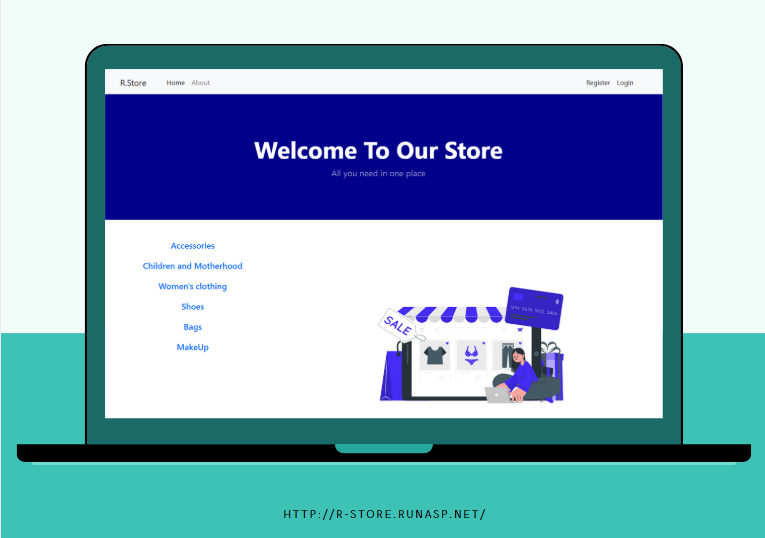 R.Store Home About Register Login
Welcome To Our Store
All you need in one place
Accessories
Children and Motherhood
Women's clothing
Shoes
Bags
MakeUp
SALE
HTTP://R-STORE.RUNASP.NET/